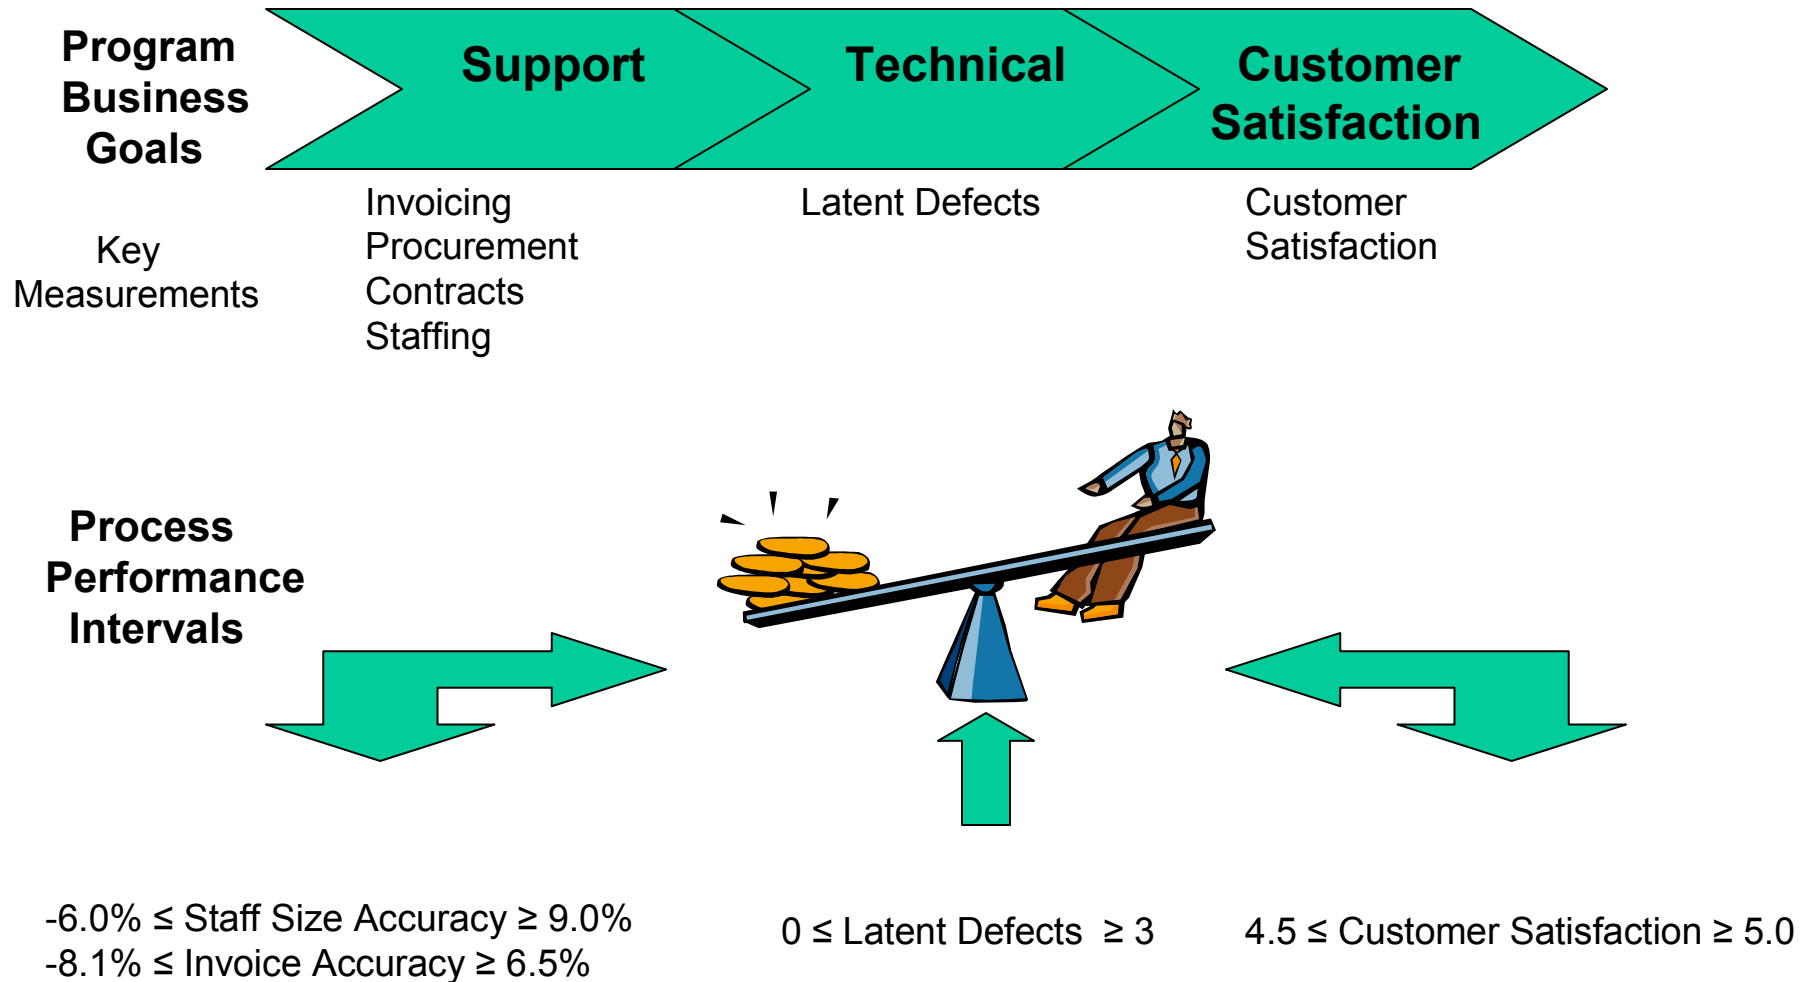 Program
Business
Goals
Support
Technical
Customer
Satisfaction
Key
Measurements
Invoicing
Procurement
Contracts
Staffing
Latent Defects
Customer
Satisfaction
Process
Performance
Intervals
-6.0% ≤ Staff Size Accuracy ≥ 9.0%
-8.1% ≤ Invoice Accuracy ≥ 6.5%
0 ≤ Latent Defects ≥ 3
4.5 ≤ Customer Satisfaction ≥ 5.0